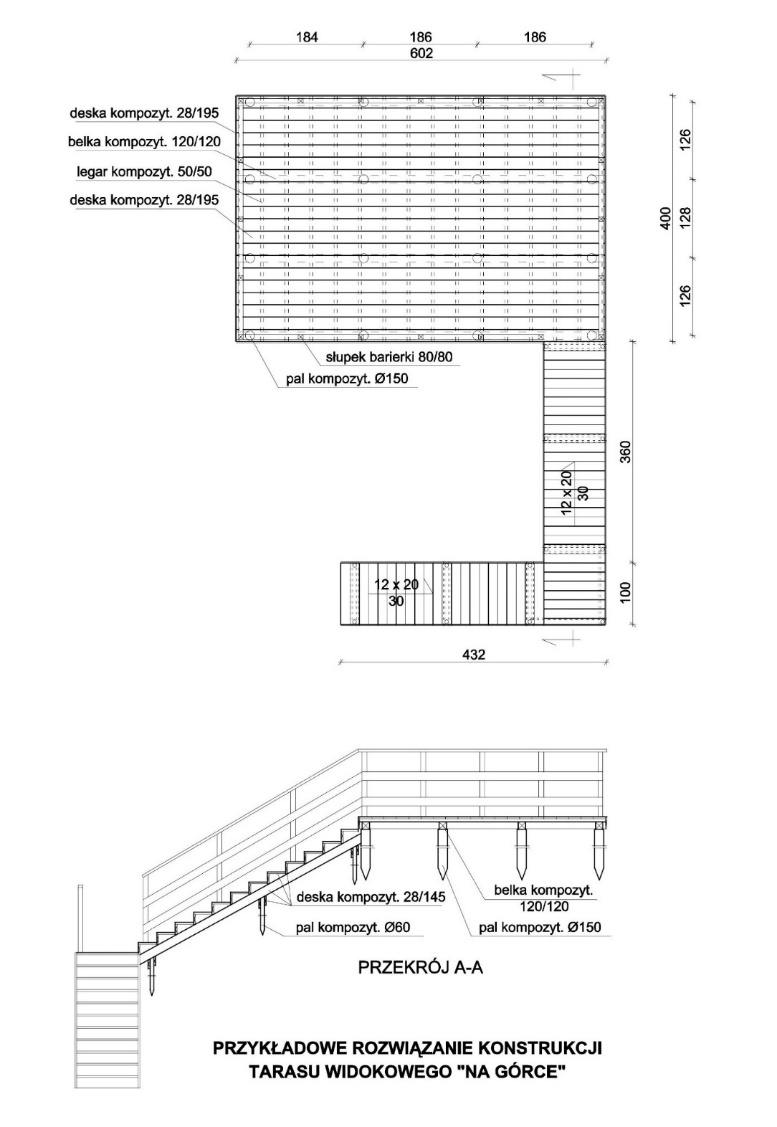 184 186 186
602
deska kompozyt. 28/195
belka kompozyt. 120/120
legar kompozyt. 50/50
deska kompozyt. 28/195
126
128
126
400
słupek barierki 80/80
pal kompozyt. Ø150
360
12 x 20
30
100
12 x 20
30
432
deska kompozyt. 28/145
pal kompozyt. Ø60
belka kompozyt.
120/120
pal kompozyt. Ø150
PRZEKRÓJ A-A
PRZYKŁADOWE ROZWIĄZANIE KONSTRUKCJI
TARASU WIDOKOWEGO "NA GÓRCE"